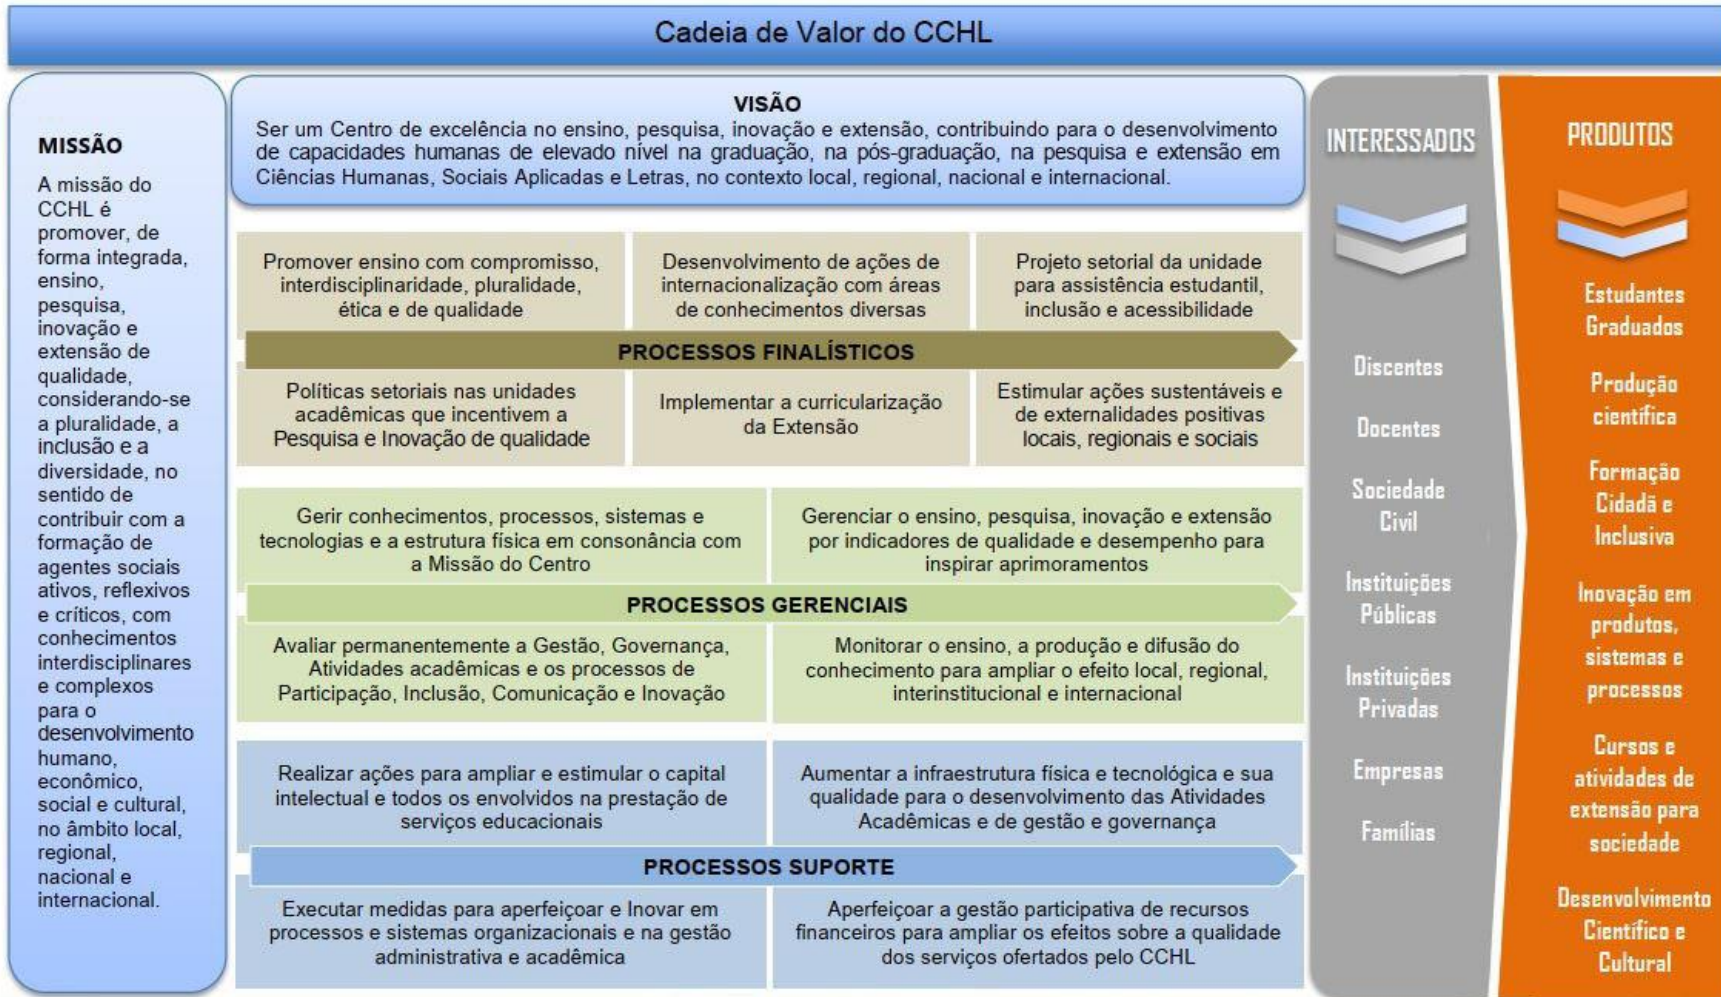 Cadeia de Valor do CCHL
MISSÃO
A missão do
CCHL é
promover, de
forma integrada,
ensino,
pesquisa,
inovação e
extensão de
qualidade,
considerando-se
a pluralidade, a
inclusão e a
diversidade, no
sentido de
contribuir com a
formação de
agentes sociais
ativos, reflexivos
e críticos, com
conhecimentos
interdisciplinares
e complexos
para o
desenvolvimento
humano,
econômico,
social e cultural,
no âmbito local,
regional,
nacional e
internacional.
VISÃO
Ser um Centro de excelência no ensino, pesquisa, inovação e extensão, contribuindo para o desenvolvimento
de capacidades humanas de elevado nível na graduação, na pós-graduação, na pesquisa e extensão em
Ciências Humanas, Sociais Aplicadas e Letras, no contexto local, regional, nacional e internacional.
Promover ensino com compromisso,
interdisciplinaridade, pluralidade,
ética e de qualidade
Desenvolvimento de ações de
internacionalização com áreas
de conhecimentos diversas
Projeto setorial da unidade
para assistência estudantil,
inclusão e acessibilidade
PROCESSOS FINALÍSTICOS
Políticas setoriais nas unidades
acadêmicas que incentivem a
Pesquisa e Inovação de qualidade
Implementar a curricularização
da Extensão
Estimular ações sustentáveis e
de externalidades positivas
locais, regionais e sociais
Gerir conhecimentos, processos, sistemas e
tecnologias e a estrutura física em consonância com
a Missão do Centro
Gerenciar o ensino, pesquisa, inovação e extensão
por indicadores de qualidade e desempenho para
inspirar aprimoramentos
PROCESSOS GERENCIAIS
Avaliar permanentemente a Gestão, Governança,
Atividades acadêmicas e os processos de
Participação, Inclusão, Comunicação e Inovação
Monitorar o ensino, a produção e difusão do
conhecimento para ampliar o efeito local, regional,
interinstitucional e internacional
Realizar ações para ampliar e estimular o capital
intelectual e todos os envolvidos na prestação de
serviços educacionais
Aumentar a infraestrutura física e tecnológica e sua
qualidade para o desenvolvimento das Atividades
Acadêmicas e de gestão e governança
PROCESSOS SUPORTE
Executar medidas para aperfeiçoar e Inovar em
processos e sistemas organizacionais e na gestão
administrativa e acadêmica
Aperfeiçoar a gestão participativa de recursos
financeiros para ampliar os efeitos sobre a qualidade
dos serviços ofertados pelo CCHL
INTERESSADOS
Discentes
Docentes
Sociedade
Civil
Instituições
Públicas
Instituições
Privadas
Empresas
Famílias
PRODUTOS
Estudantes
Graduados
Produção
científica
Formação
Cidadã e
Inclusiva
Inovação em
produtos,
sistemas e
processos
Cursos e
atividades de
extensão para
sociedade
Desenvolvimento
Científico e
Cultural